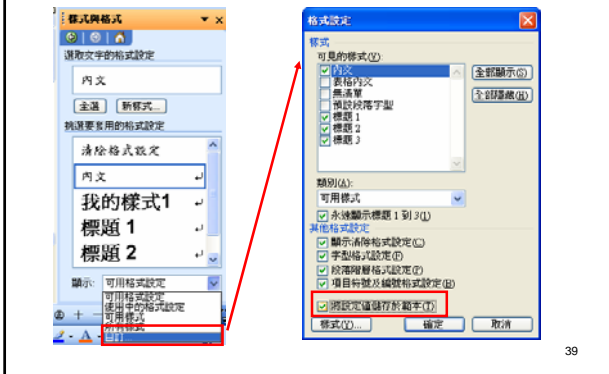 樣式與格式
選取文字的格式設定
內文
全選
新樣式...
挑選要套用的格式設定
清除格式設定
內文
我的樣式1
標題 1
標題 2
顯示:
可用格式設定
可用格式設定
使用中的格式設定
可用樣式
所有樣式
自訂...
格式設定
樣式
可見的樣式(V):
內文
表格內文
無清單
預設段落字型
標題 1
標題 2
標題 3
全部顯示(S)
全部隱藏(H)
類別(A):
可用樣式
永遠顯示標題 1 到 3(L)
其他格式設定
顯示清除格式設定(C)
字型格式設定(F)
段落階層格式設定(P)
項目符號及編號格式設定(B)
將設定值儲存於範本(T)
樣式(Y)...
確定
取消
39